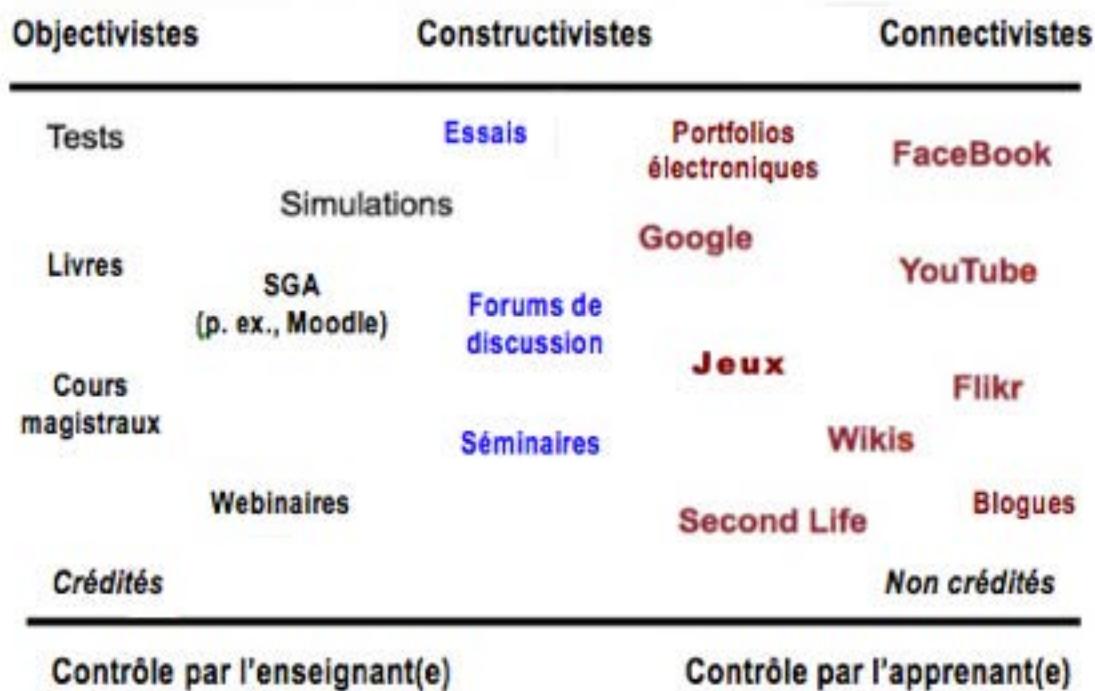 Objectivistes Constructivistes Connectivistes
Tests Essais Portfolios électroniques FaceBook
Simulations
Google
Livres
YouTube
SGA
(p. ex., Moodle)
Forums de
discussion
Jeux
Cours
magistraux
Flikr
Wikis
Séminaires
Webinaires
Second Life
Blogues
Crédités Non crédités
Contrôle par l'enseignant(e) Contrôle par l'apprenant(e)